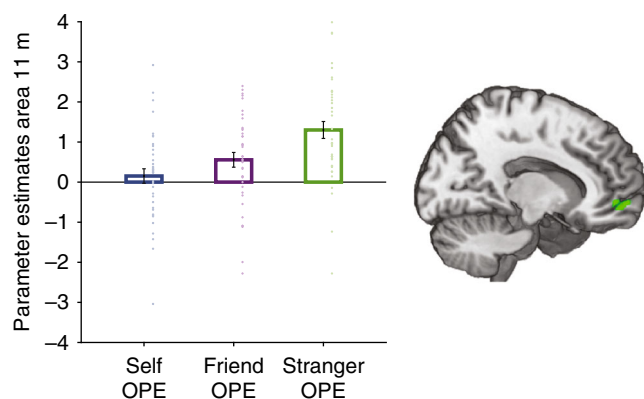 Parameter estimates area 11 m
4
3
2
1
0
–1
–2
–3
–4
Self
OPE
Friend
OPE
Stranger
OPE